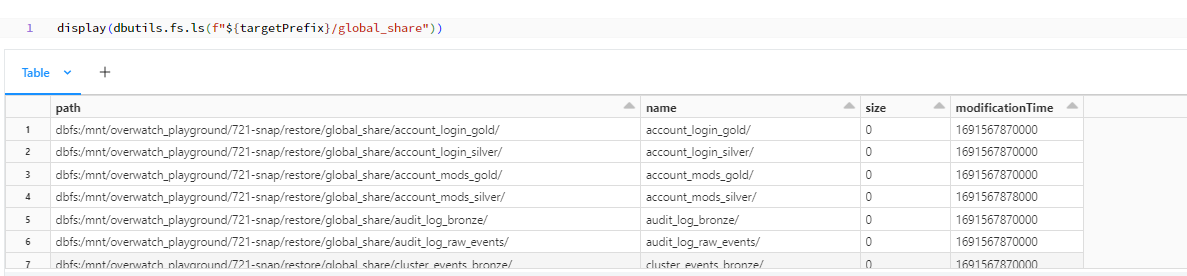 1 display(dbutils.fs.ls(f"${targetPrefix}/global_share"))
Table +
path name size modificationTime
1 dbfs:/mnt/overwatch_playground/721-snap/restore/global_share/account_login_gold/ account_login_gold/ 0 1691567870000
2 dbfs:/mnt/overwatch_playground/721-snap/restore/global_share/account_login_silver/ account_login_silver/ 0 1691567870000
3 dbfs:/mnt/overwatch_playground/721-snap/restore/global_share/account_mods_gold/ account_mods_gold/ 0 1691567870000
4 dbfs:/mnt/overwatch_playground/721-snap/restore/global_share/account_mods_silver/ account_mods_silver/ 0 1691567878000
5 dbfs:/mnt/overwatch_playground/721-snap/restore/global_share/audit_log_bronze/ audit_log_bronze/ 0 1691567870000
6 dbfs:/mnt/overwatch_playground/721-snap/restore/global_share/audit_log_raw_events/ audit_log_raw_events/ 0 1691567870000
7 dbfs:/mnt/overwatch_playground/721-snap/restore/global_share/cluster_events_bronze/ cluster_events_bronze/ 0 1691567870000